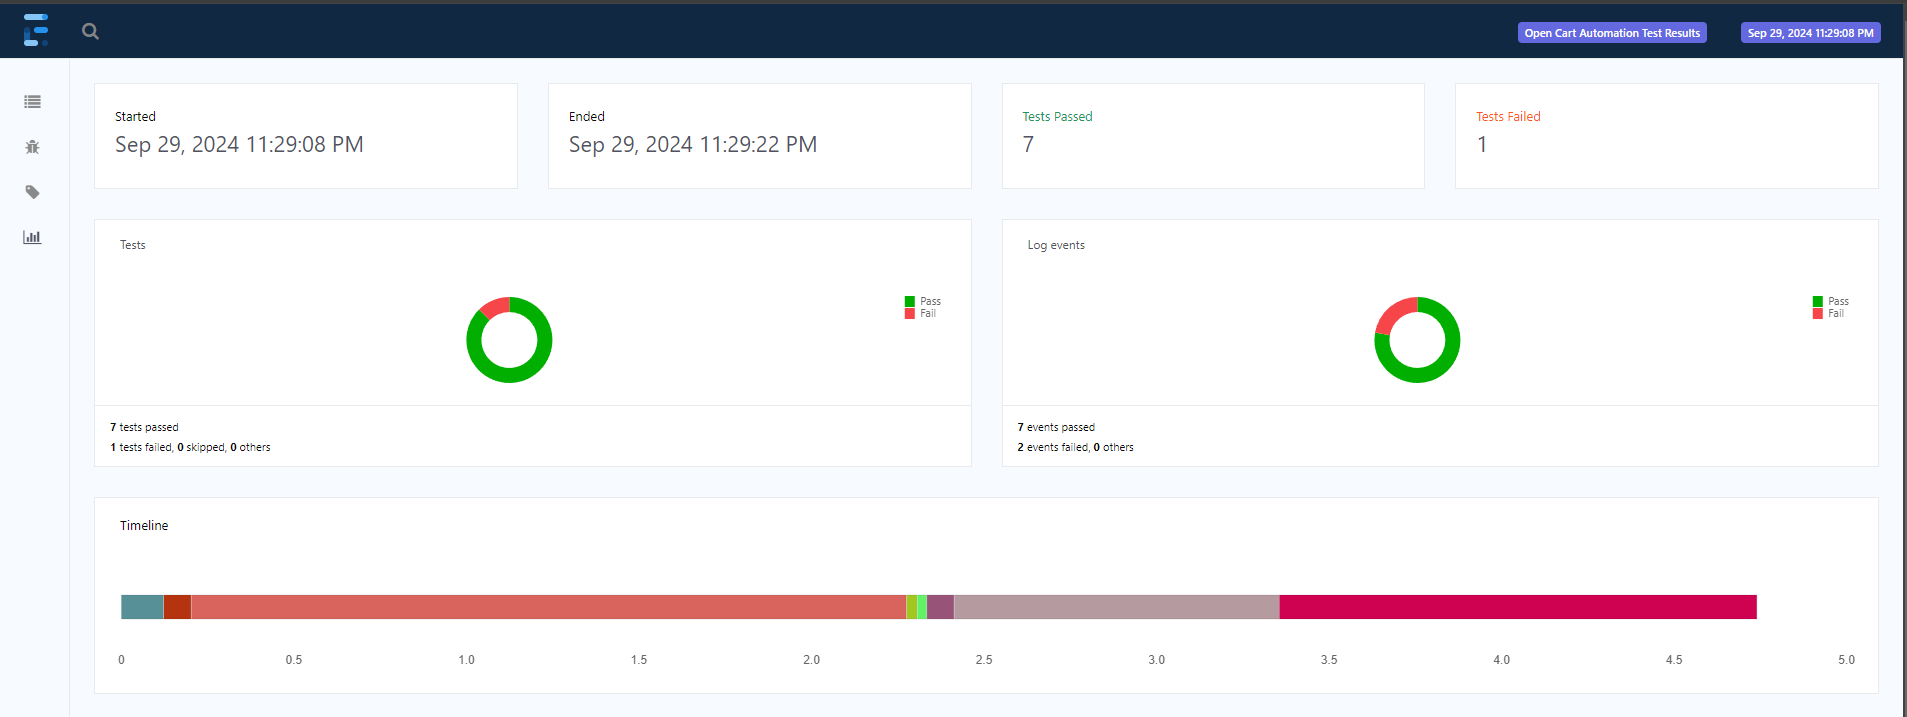 Open Cart Automation Test Results
Sep 29, 2024 11:29:08 PM
Started
Sep 29, 2024 11:29:08 PM
Ended
Sep 29, 2024 11:29:22 PM
Tests Passed
7
Tests Failed
1
Tests
Pass
Fail
7 tests passed
1 tests failed, 0 skipped, 0 others
Log events
Pass
Fail
7 events passed
2 events failed, 0 others
Timeline
0 0.5 1.0 1.5 2.0 2.5 3.0 3.5 4.0 4.5 5.0